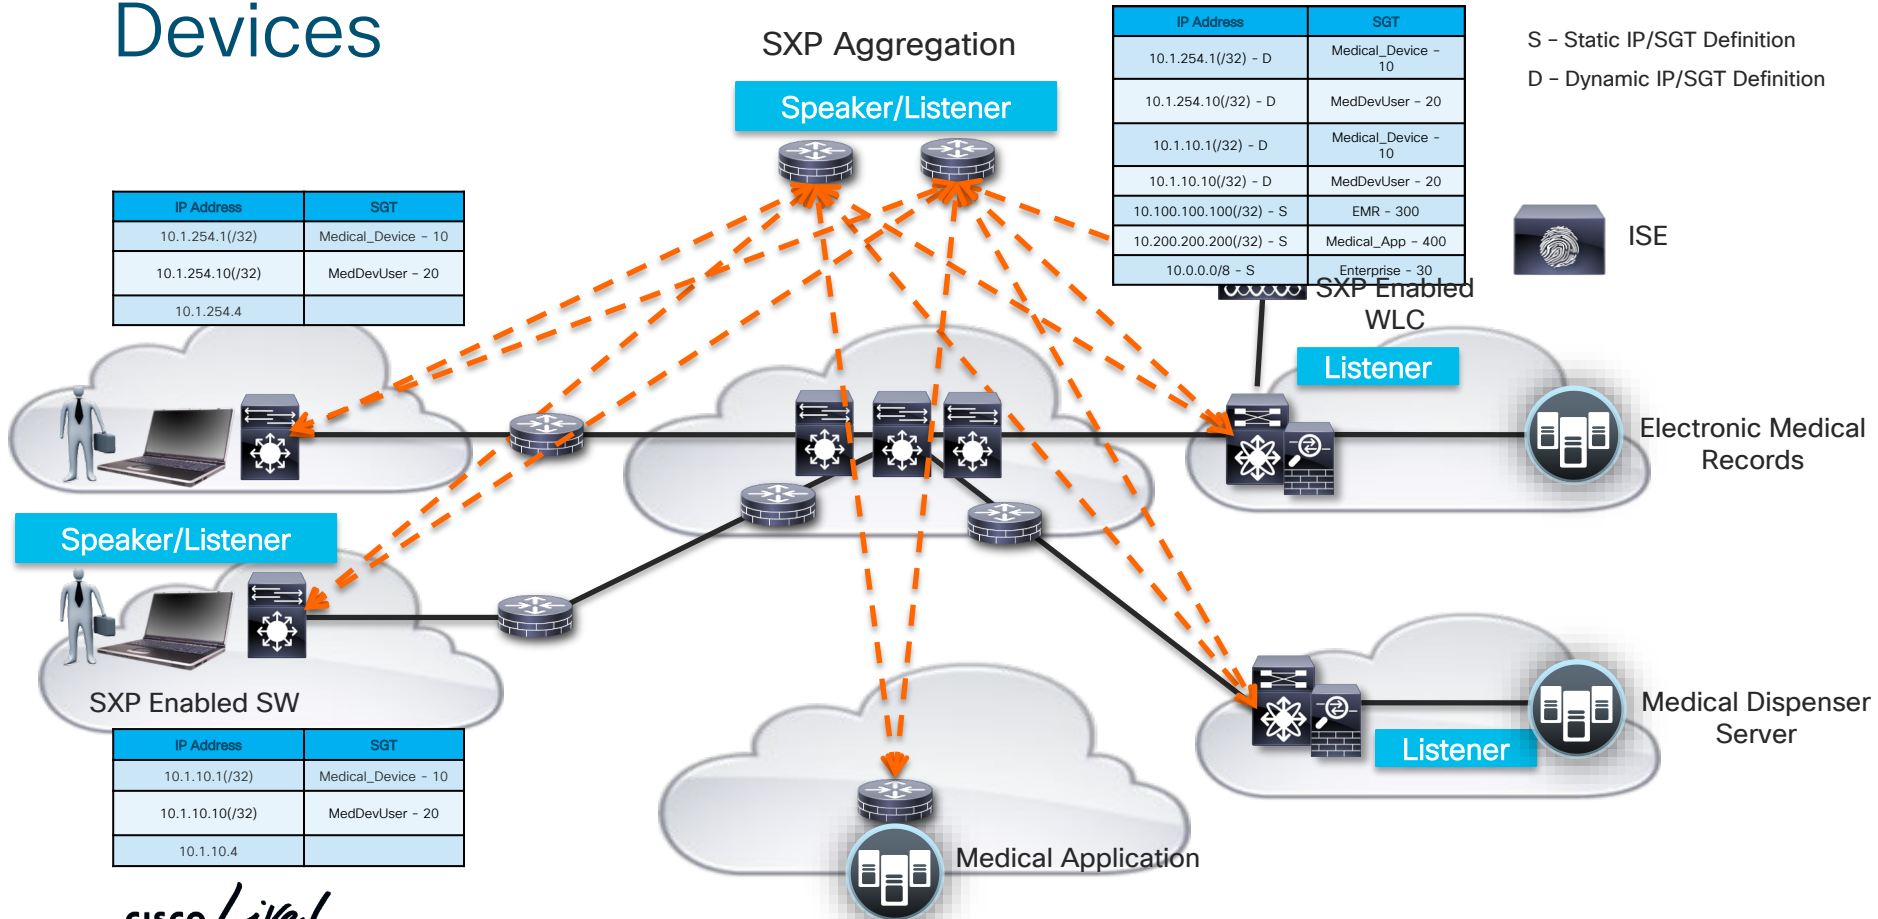 Devices
SXP Aggregation
Speaker/Listener
IP Address SGT
10.1.254.1(/32) - D Medical_Device -
10
10.1.254.10(/32) - D MedDevUser - 20
10.1.10.1(/32) - D Medical_Device -
10
10.1.10.10(/32) - D MedDevUser - 20
10.100.100.100(/32) - S EMR - 300
10.200.200.200(/32) - S Medical_App - 400
10.0.0.0/8 - S Enterprise - 30
S – Static IP/SGT Definition
D – Dynamic IP/SGT Definition
ISE
IP Address SGT
10.1.254.1(/32) Medical_Device - 10
10.1.254.10(/32) MedDevUser - 20
10.1.254.4
SXP Enabled
WLC
Listener
Electronic Medical
Records
Speaker/Listener
SXP Enabled SW
IP Address SGT
10.1.10.1(/32) Medical_Device - 10
10.1.10.10(/32) MedDevUser - 20
10.1.10.4
Medical Dispenser
Server
Listener
Medical Application
cisco Live!